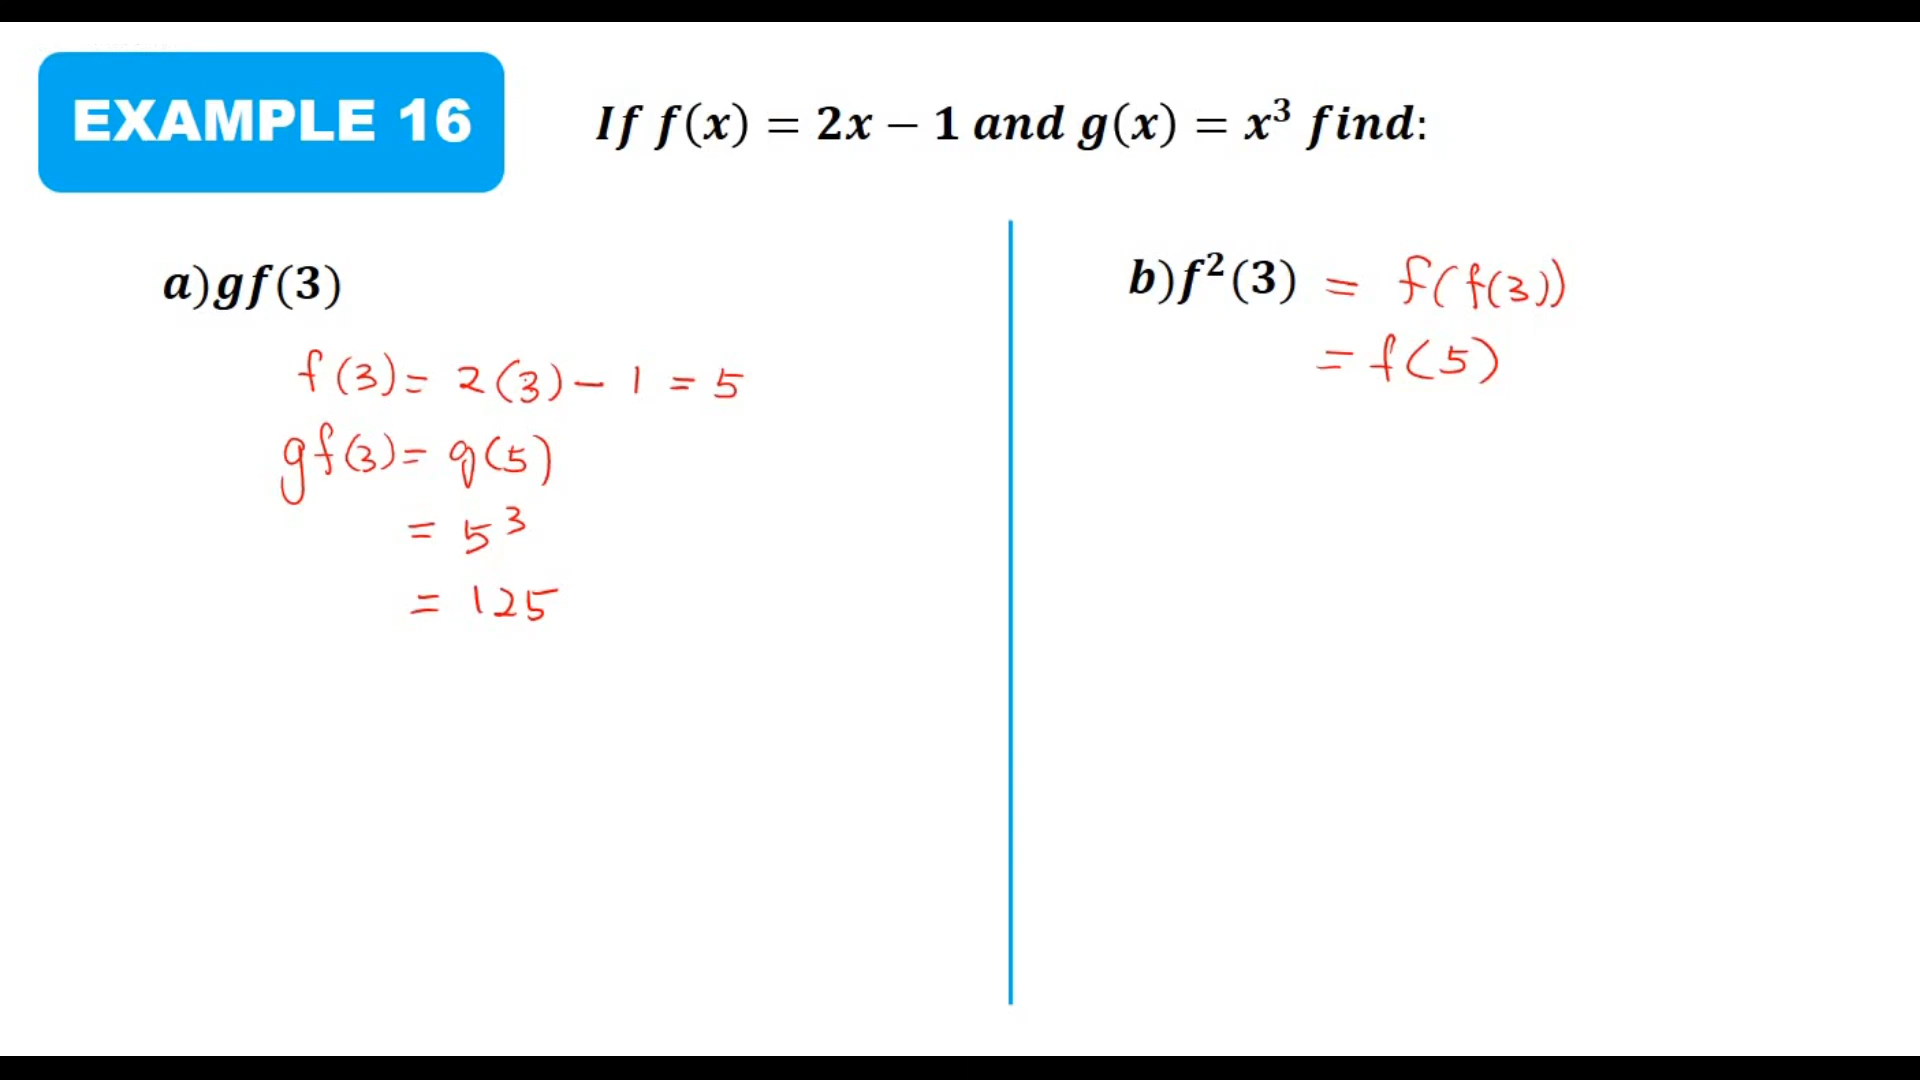 EXAMPLE 16
If f(x) = 2x − 1 and g(x) = x³ find:
a)gf(3)
f(3) = 2(3) − 1 = 5
gf(3) = g(5)
= 5³
= 125
b)f²(3) = f(f(3))
= f(5)